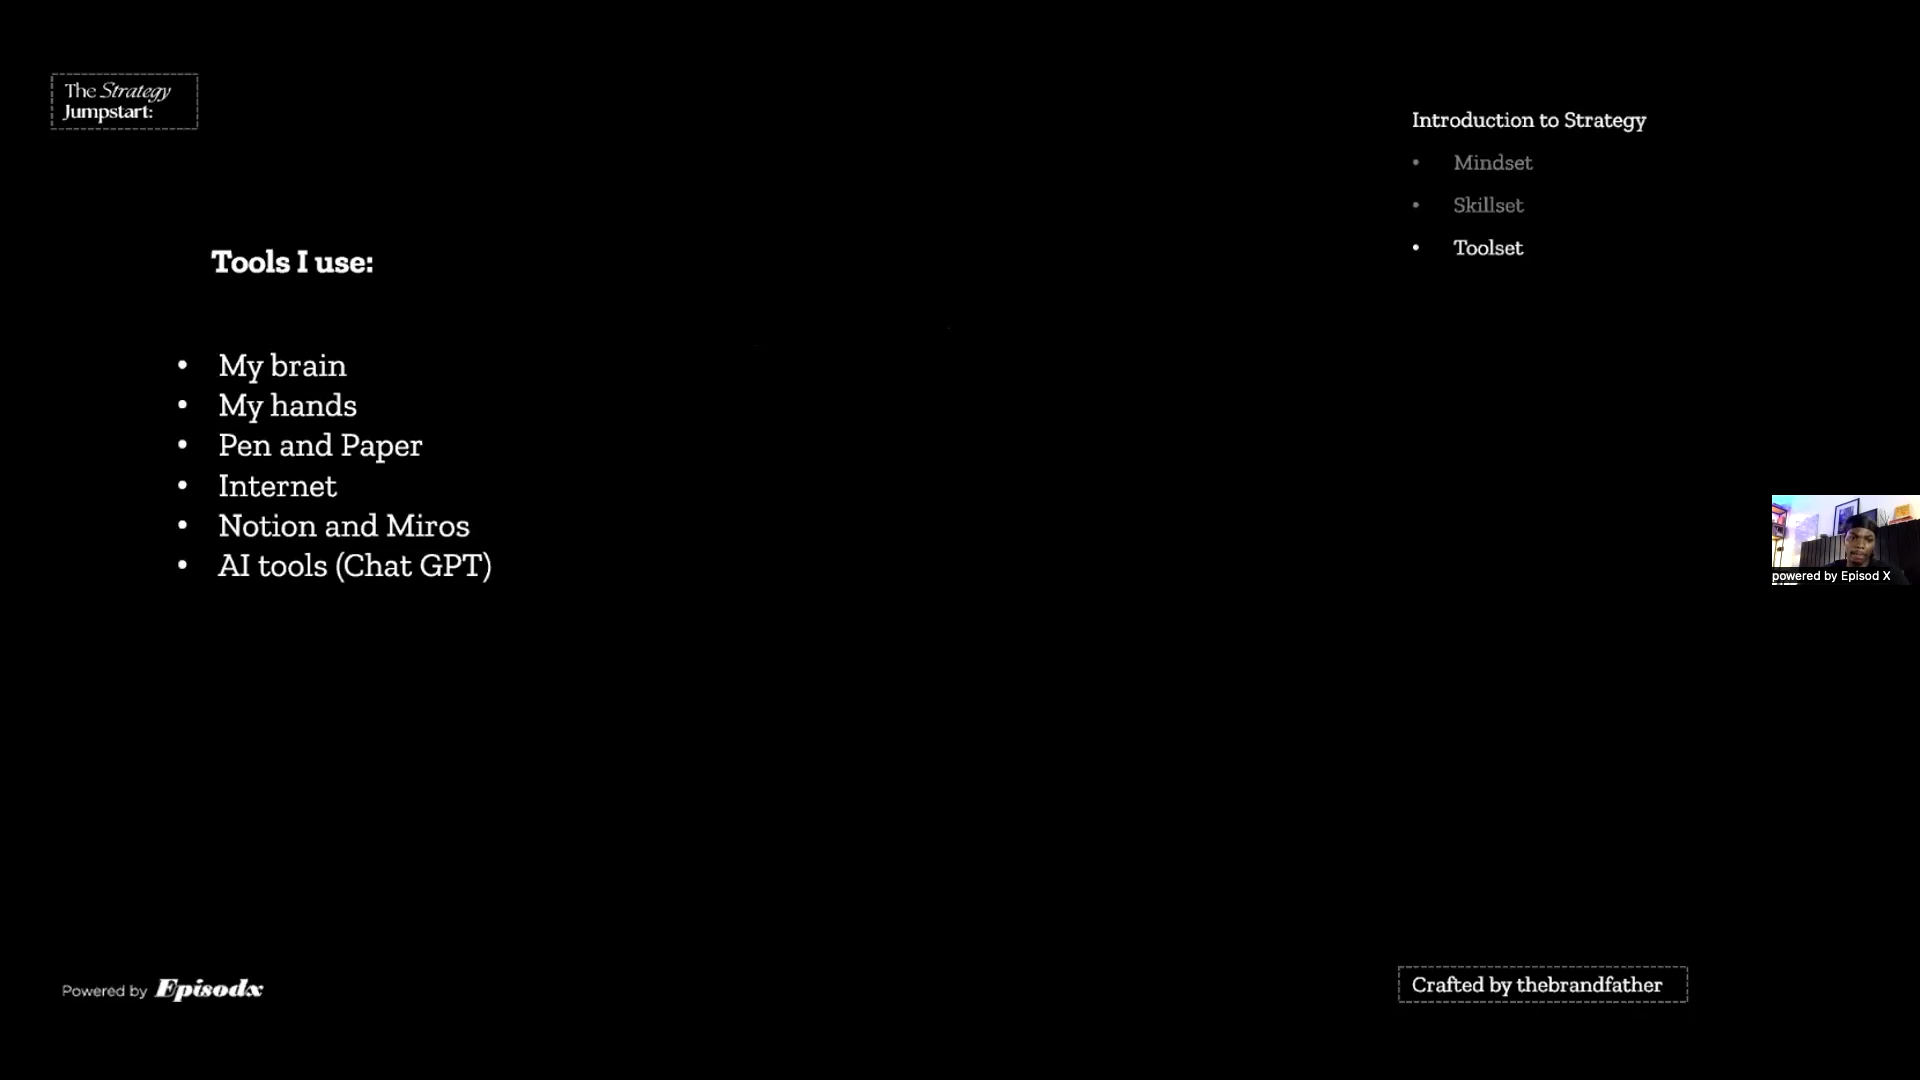 The Strategy
Jumpstart:
Introduction to Strategy
• Mindset
• Skillset
• Toolset
Tools I use:
• My brain
• My hands
• Pen and Paper
• Internet
• Notion and Miros
• AI tools (Chat GPT)
powered by Episod X
Powered by Episodx
Crafted by thebrandfather